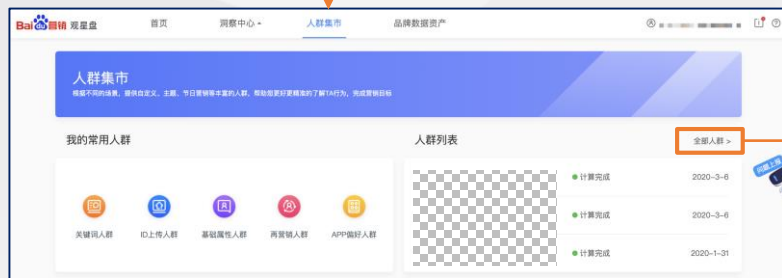 Bai 营销 观星盘
首页
洞察中心
人群集市
品牌数据资产
人群集市
根据不同的场景，提供自定义、主题、节日营销等丰富的人群，帮助您更好更精准的了解TA行为，完成营销目标
我的常用人群
关键词人群
ID上传人群
基础属性人群
再营销人群
APP偏好人群
人群列表
全部人群 >
计算完成
2020-3-6
计算完成
2020-3-6
计算完成
2020-1-31